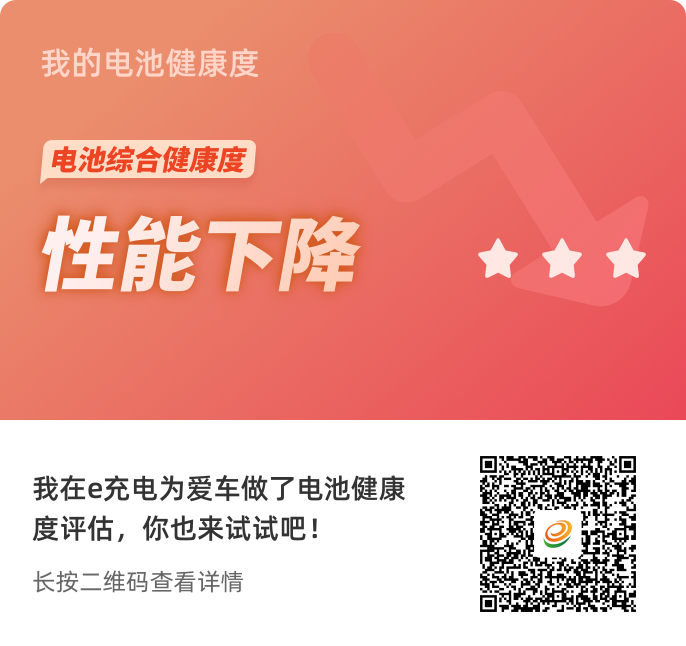 我的电池健康度
电池综合健康度
性能下降
我在e充电为爱车做了电池健康
度评估，你也来试试吧！
长按二维码查看详情